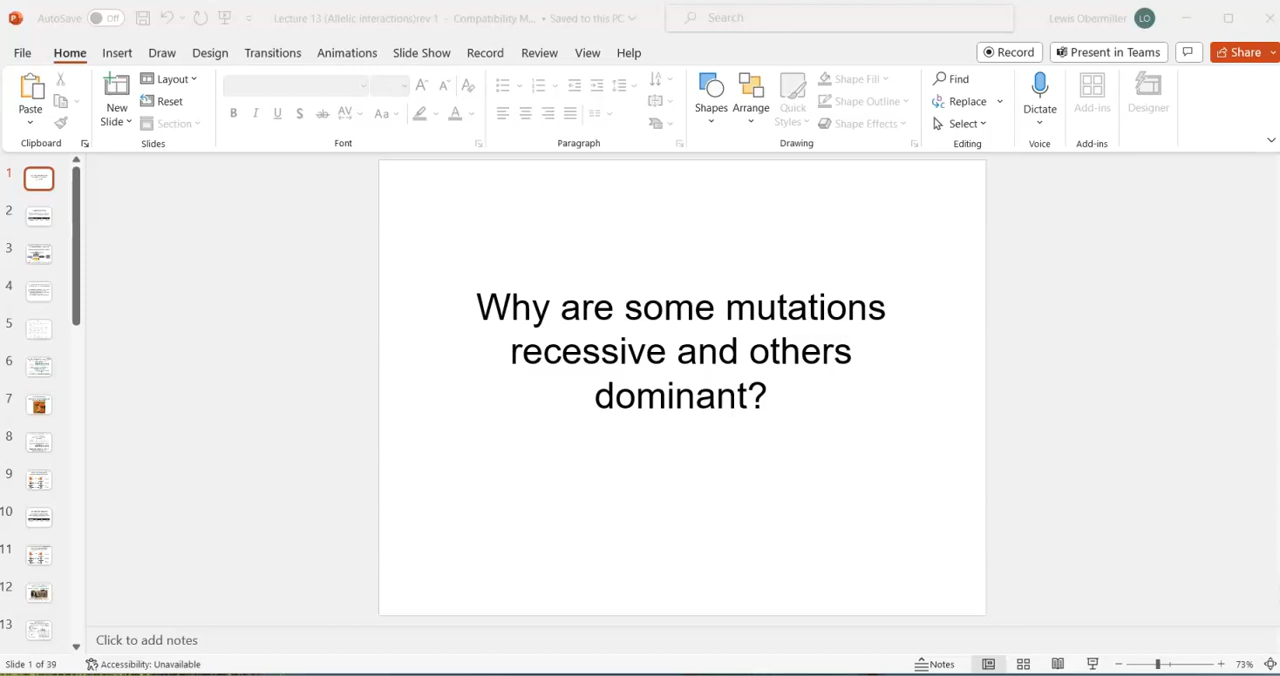 AutoSave Off Lecture 13 (Allelic interactions)rev 1 - Compatibility M... • Saved to this PC Search Lewis Obermiller LO
File Home Insert Draw Design Transitions Animations Slide Show Record Review View Help Record Present in Teams Share
Paste
New
Slide
Layout
Reset
Section
B I U S ab AV Aa A
Shapes
Arrange
Quick
Styles
Shape Fill
Shape Outline
Shape Effects
Find
Replace
Select
Dictate
Add-ins
Designer
Clipboard Slides Font Paragraph Drawing Editing Voice Add-ins
1
2
3
4
5
6
7
8
9
10
11
12
13
Why are some mutations
recessive and others
dominant?
Click to add notes
Slide 1 of 39 Accessibility: Unavailable Notes 73%